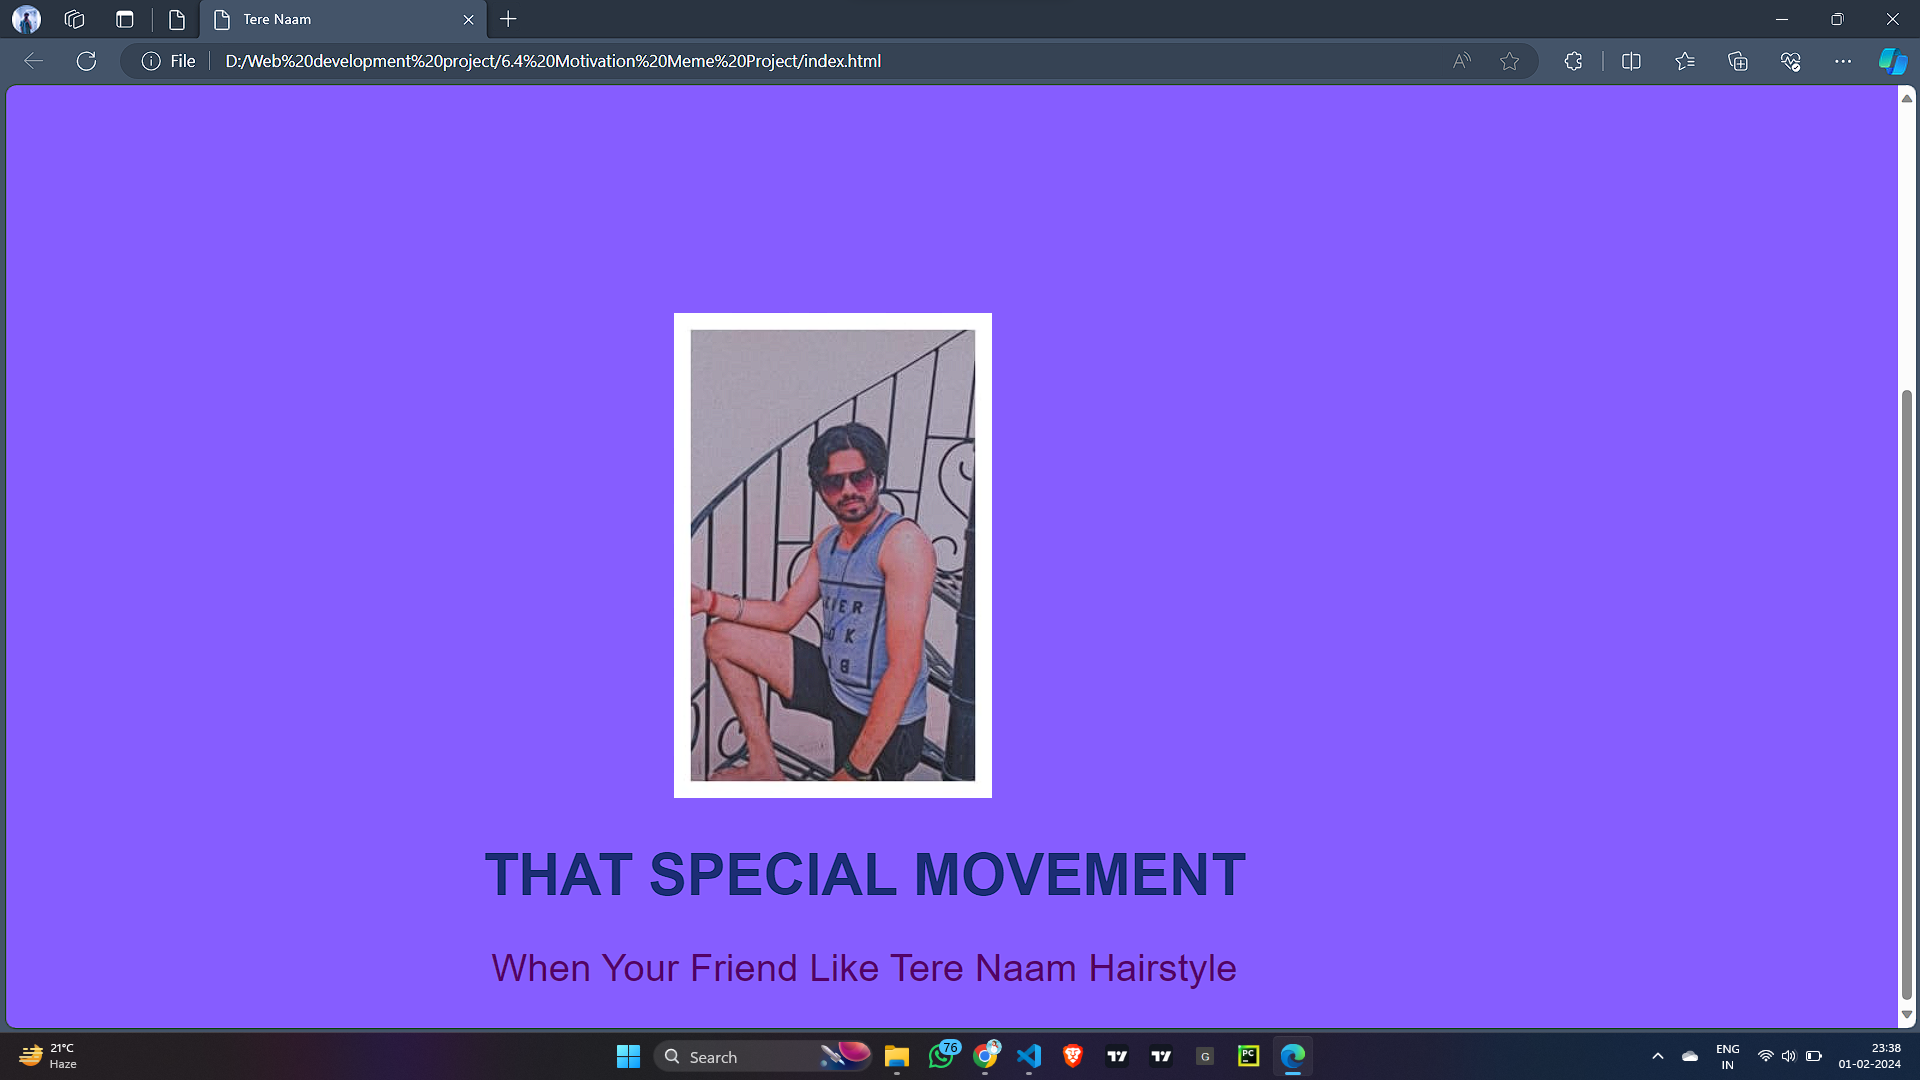 Tere Naam
File
D:/Web%20development%20project/6.4%20Motivation%20Meme%20Project/index.html
THAT SPECIAL MOVEMENT
When Your Friend Like Tere Naam Hairstyle
21°C
Haze
Search
76
G
PC
ENG
IN
23:38
01-02-2024